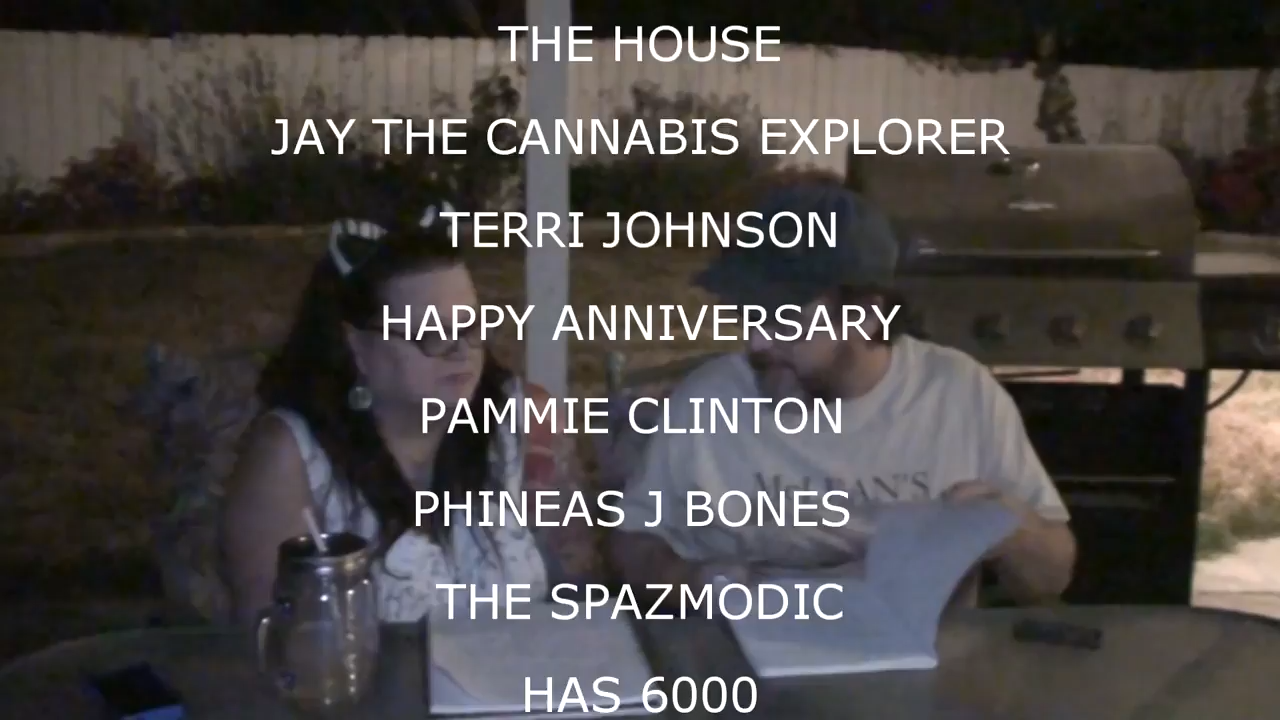 THE HOUSE
JAY THE CANNABIS EXPLORER
TERRI JOHNSON
HAPPY ANNIVERSARY
PAMMIE CLINTON
PHINEAS J BONES
THE SPAZMODIC
HAS 6000